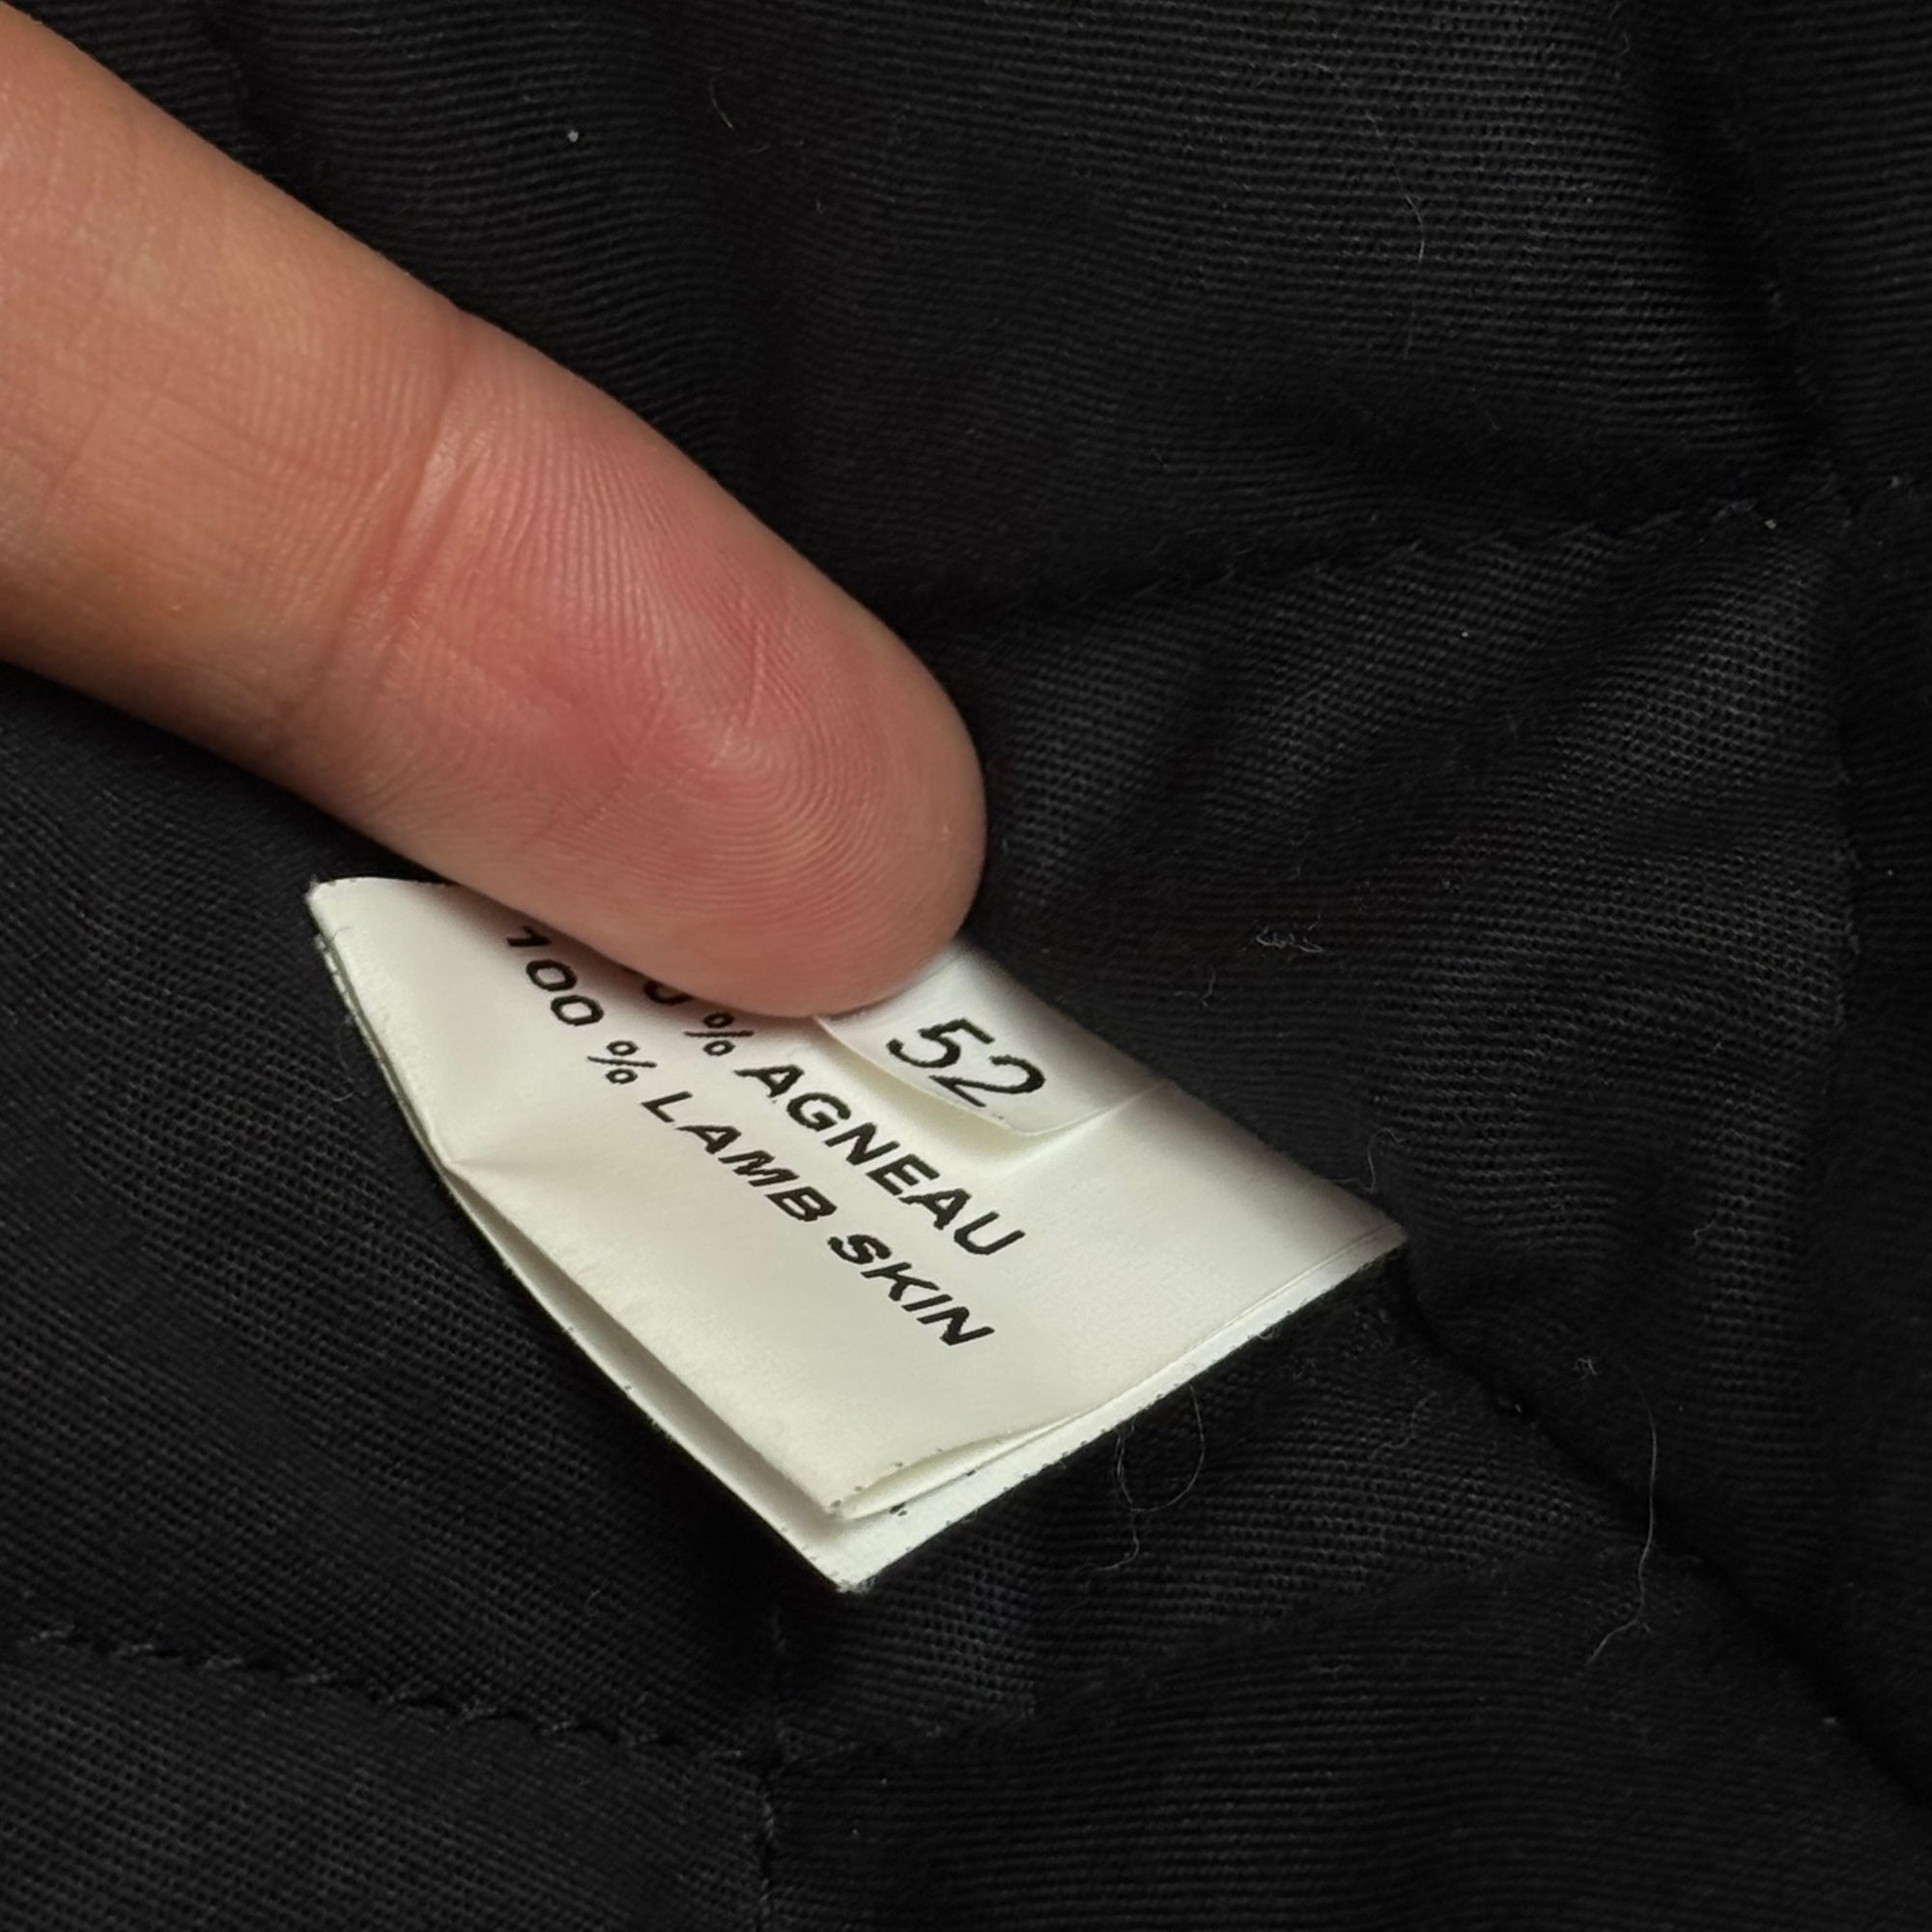 52
% AGNEAU
100 % LAMB SKIN